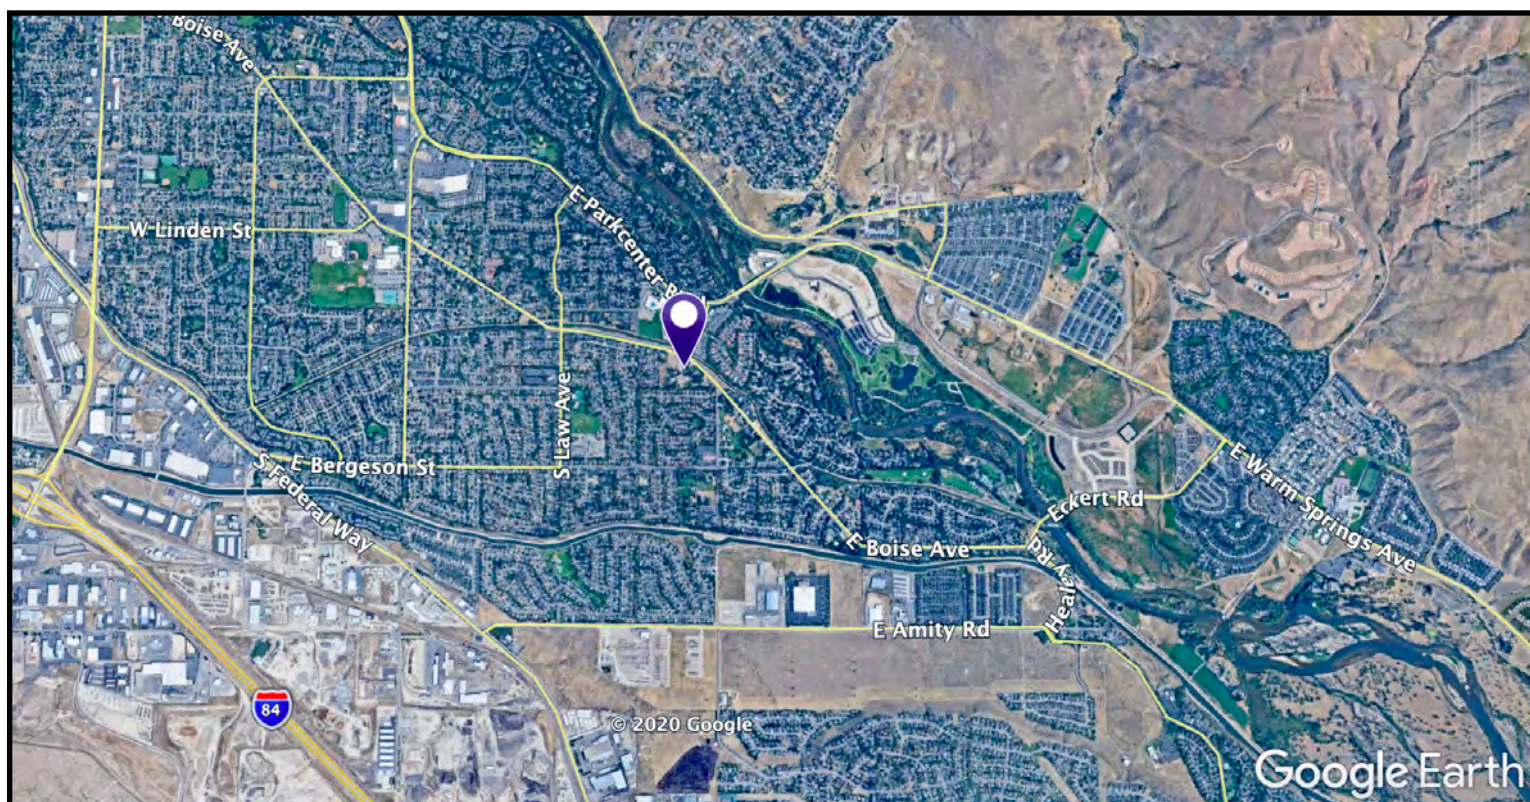 Boise Ave
W Linden St
E Parkcenter
E Bergeson St
S Law Ave
S Federal Way
E Boise Ave
Eckert Rd
E Warm Springs Ave
Healey Rd
E Amity Rd
84
© 2020 Google
Google Earth